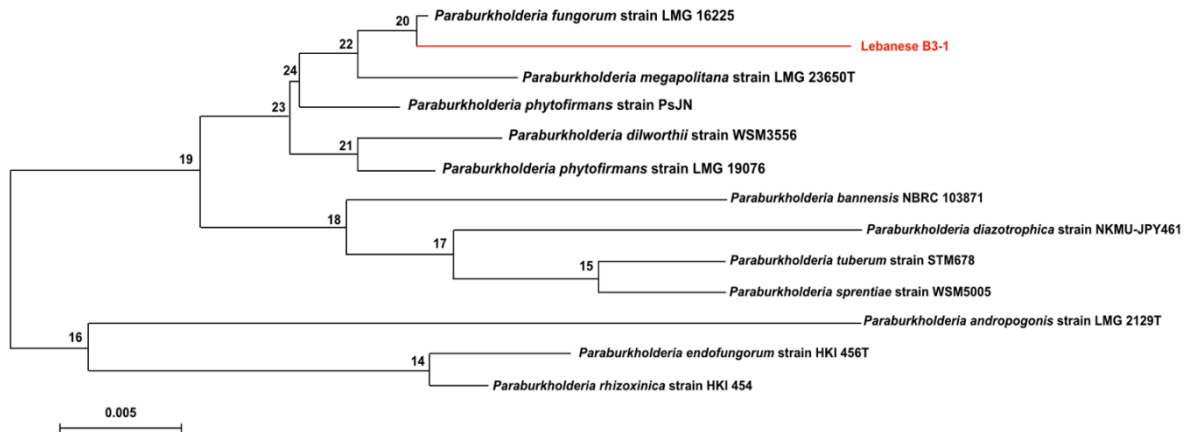 20
Paraburkholderia fungorum strain LMG 16225
22
Lebanese B3-1
24
Paraburkholderia megapolitana strain LMG 23650T
23
Paraburkholderia phytofirmans strain PsJN
Paraburkholderia dilworthii strain WSM3556
21
19
Paraburkholderia phytofirmans strain LMG 19076
Paraburkholderia bannensis NBRC 103871
18
Paraburkholderia diazotrophica strain NKMU-JPY461
17
Paraburkholderia tuberum strain STM678
15
Paraburkholderia sprentiae strain WSM5005
Paraburkholderia andropogonis strain LMG 2129T
16
Paraburkholderia endofungorum strain HKI 456T
14
Paraburkholderia rhizoxinica strain HKI 454
0.005